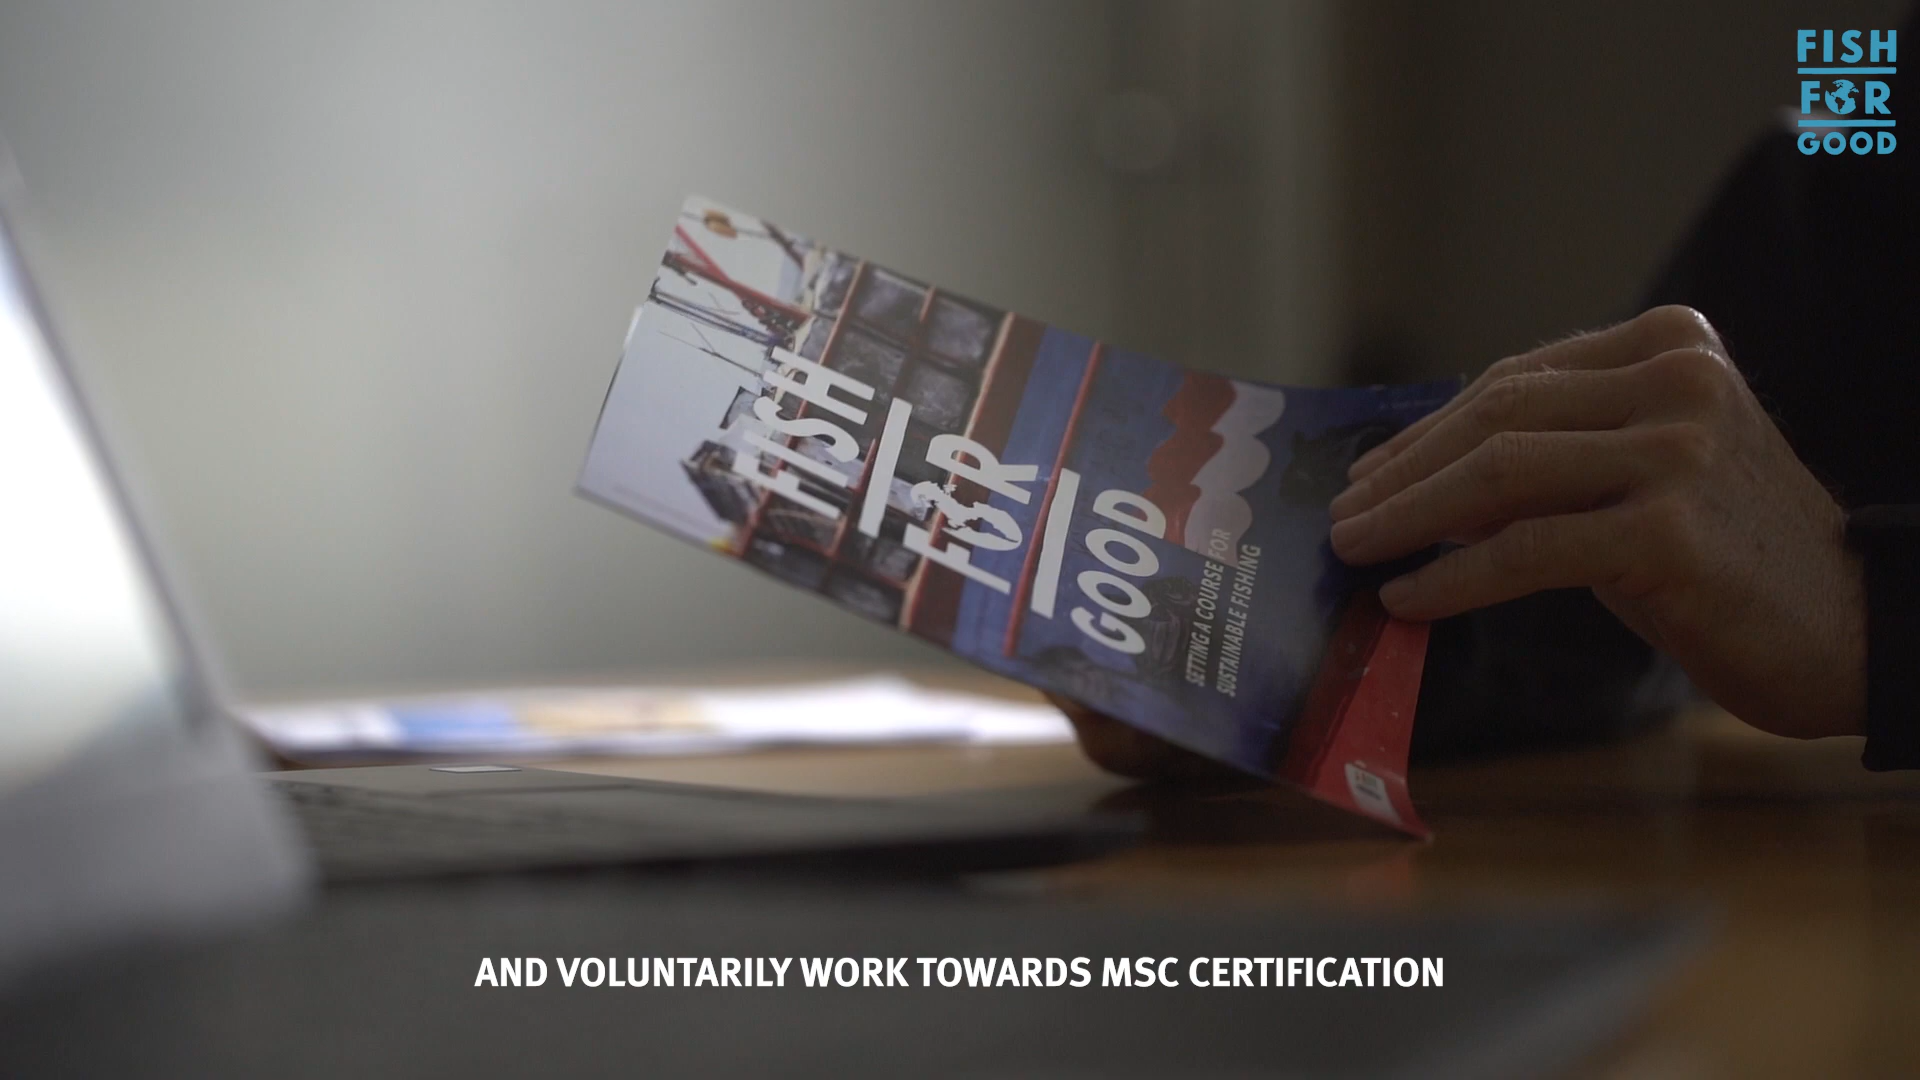 FISH
FOR
GOOD
FISH
FOR
GOOD
SETTING A COURSE FOR
SUSTAINABLE FISHING
AND VOLUNTARILY WORK TOWARDS MSC CERTIFICATION